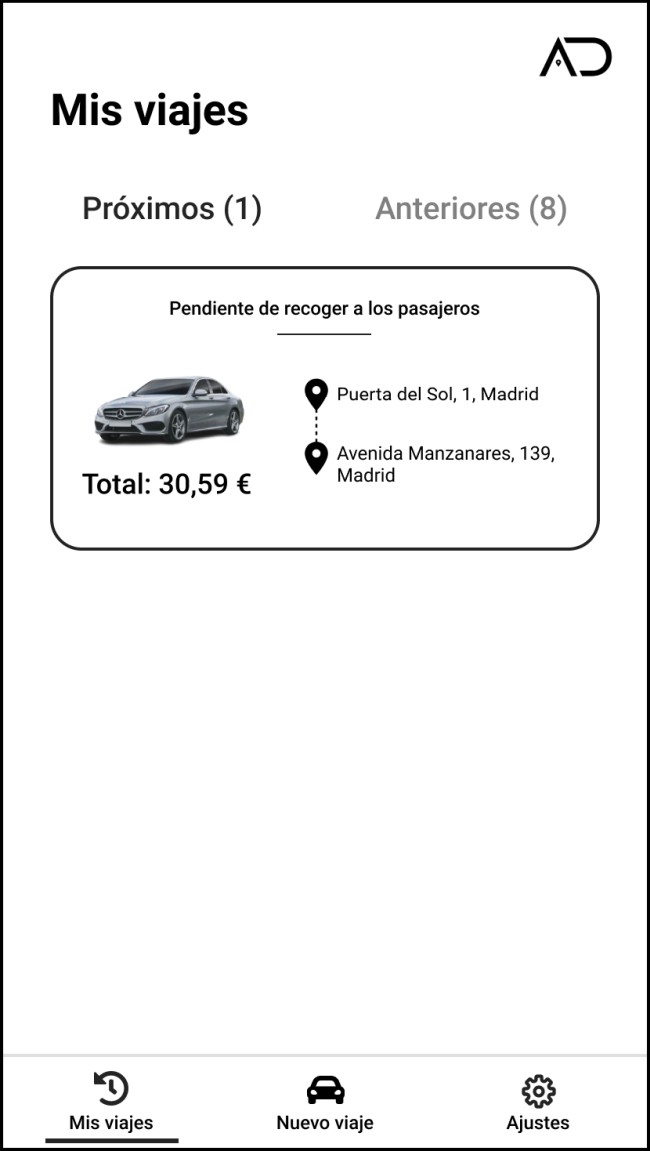 AD
Mis viajes
Próximos (1)
Anteriores (8)
Pendiente de recoger a los pasajeros
Puerta del Sol, 1, Madrid
Avenida Manzanares, 139,
Madrid
Total: 30,59 €
Mis viajes
Nuevo viaje
Ajustes